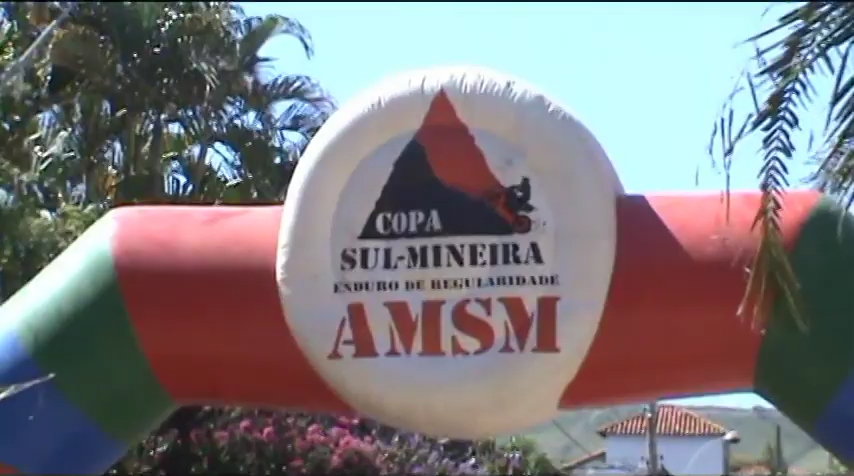 COPA
SUL-MINEIRA
ENDURO DE REGULARIDADE
AMSM